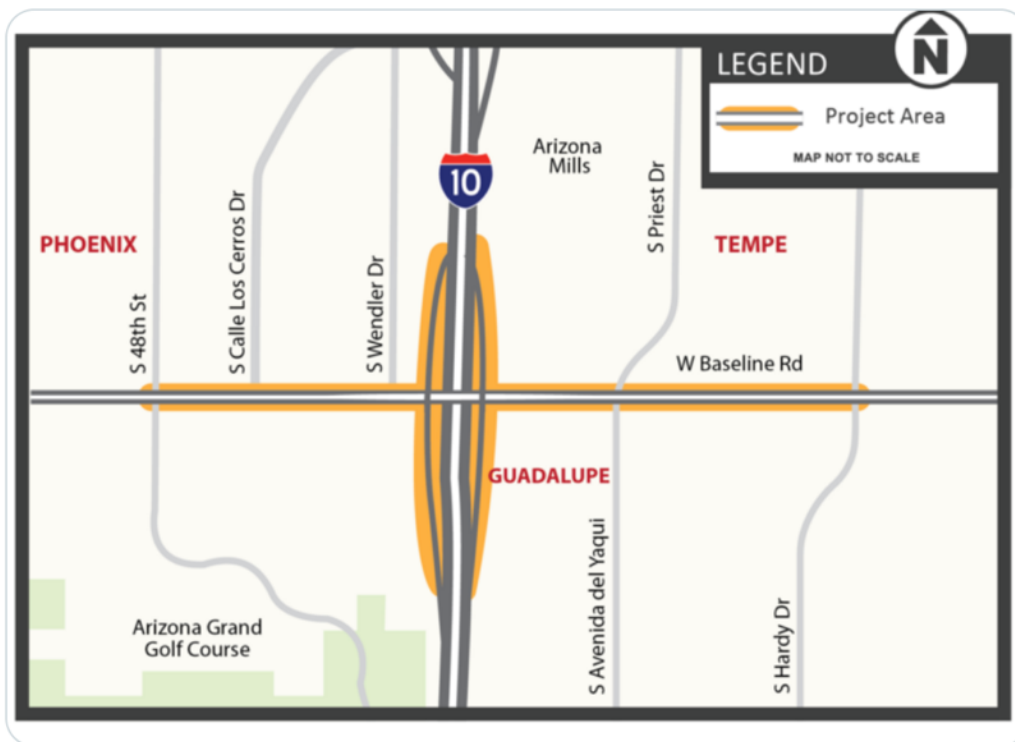 N
LEGEND
Project Area
MAP NOT TO SCALE
Arizona
Mills
10
PHOENIX
S 48th St
S Calle Los Cerros Dr
S Wendler Dr
S Priest Dr
TEMPE
W Baseline Rd
GUADALUPE
S Avenida del Yaqui
S Hardy Dr
Arizona Grand
Golf Course